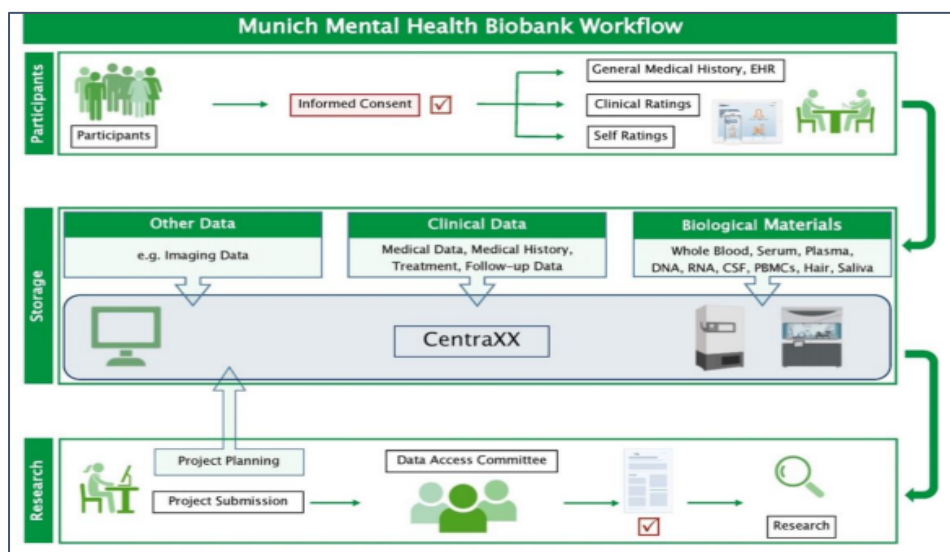 Munich Mental Health Biobank Workflow
Participants
Participants
Informed Consent
General Medical History, EHR
Clinical Ratings
Self Ratings
Storage
Other Data
e.g. Imaging Data
Clinical Data
Medical Data, Medical History,
Treatment, Follow-up Data
Biological Materials
Whole Blood, Serum, Plasma,
DNA, RNA, CSF, PBMCs, Hair, Saliva
CentraXX
Research
Project Planning
Project Submission
Data Access Committee
Research